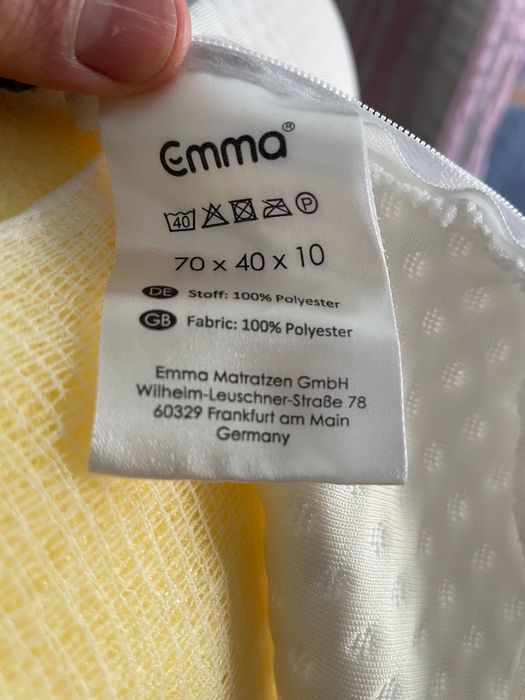 Emma®
40 P
70 x 40 x 10
DE Stoff: 100% Polyester
GB Fabric: 100% Polyester
Emma Matratzen GmbH
Wilhelm-Leuschner-Straße 78
60329 Frankfurt am Main
Germany